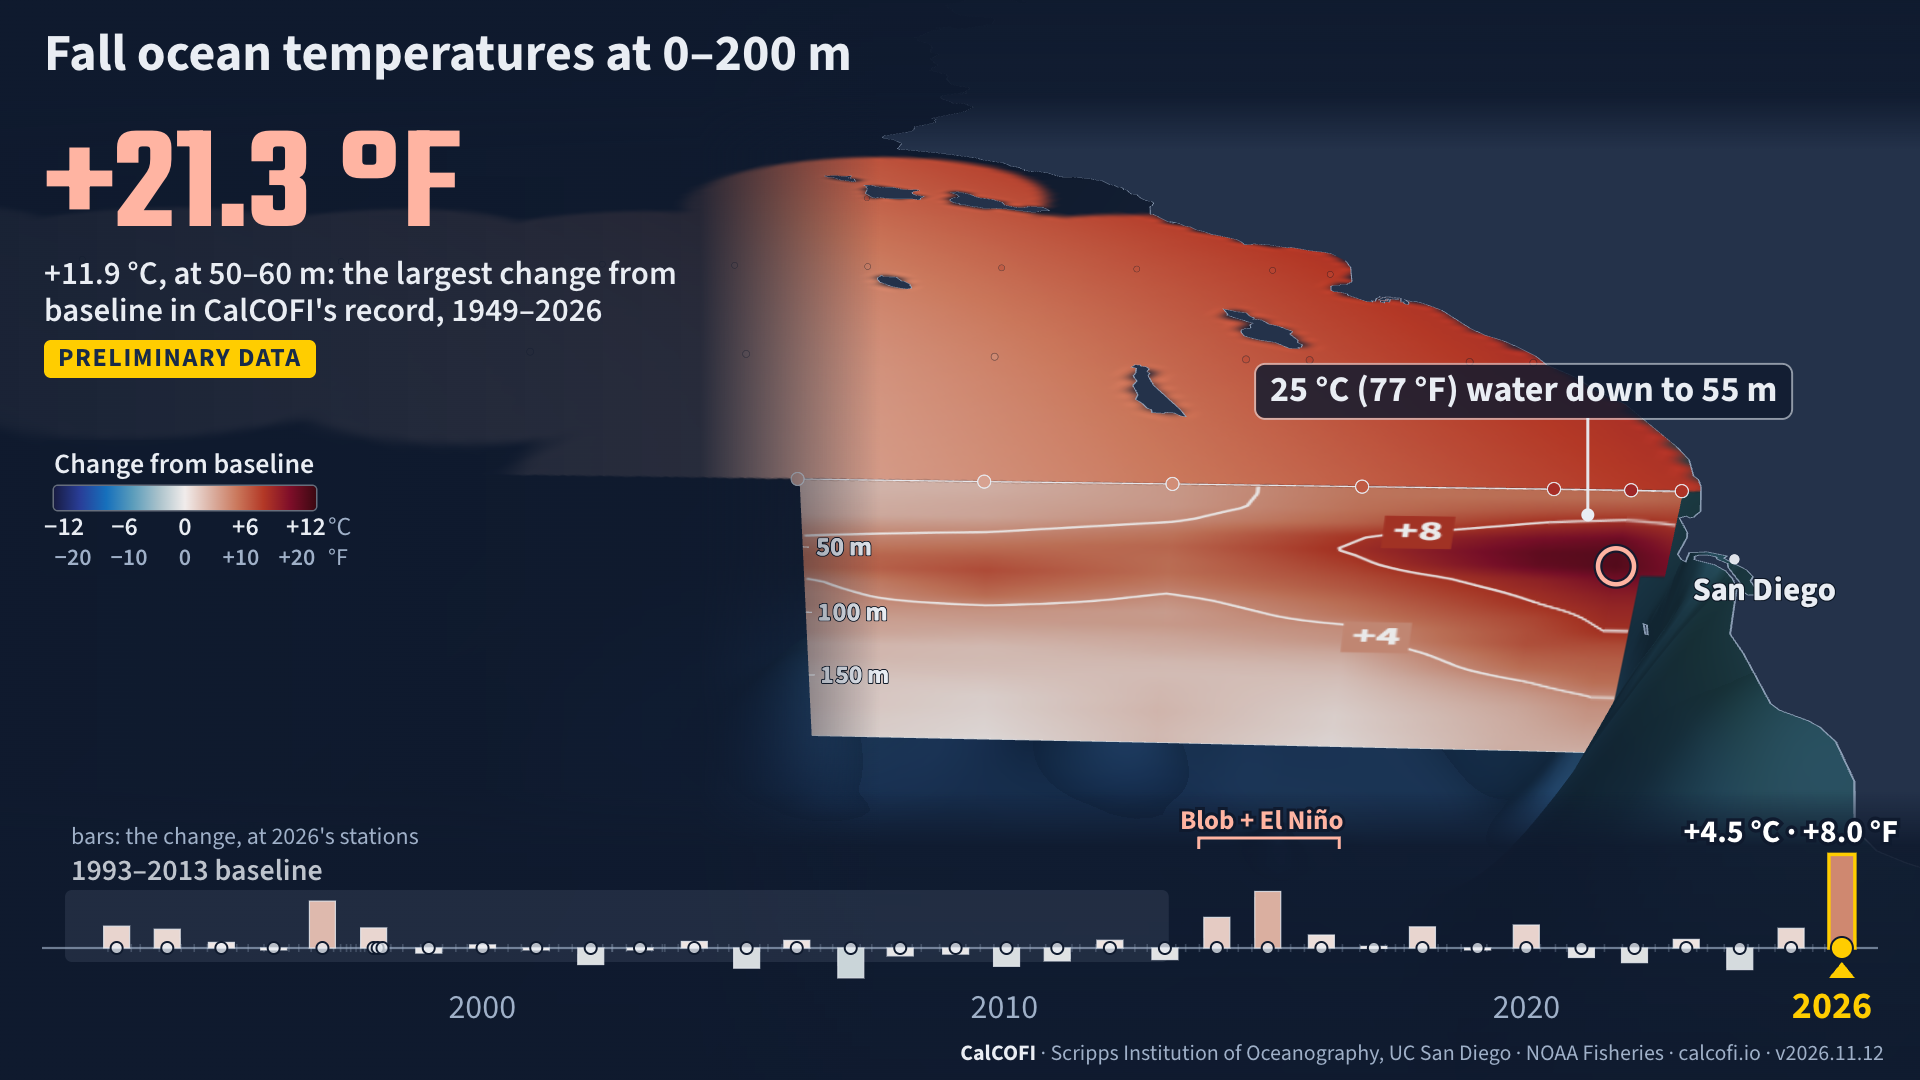 Fall ocean temperatures at 0–200 m
+21.3 °F
+11.9 °C, at 50–60 m: the largest change from
baseline in CalCOFI's record, 1949–2026
PRELIMINARY DATA
25 °C (77 °F) water down to 55 m
Change from baseline
−12 −6 0 +6 +12 °C
−20 −10 0 +10 +20 °F
+8
50 m
San Diego
100 m
+4
150 m
Blob + El Niño
+4.5 °C · +8.0 °F
bars: the change, at 2026's stations
1993–2013 baseline
2000 2010 2020 2026
CalCOFI · Scripps Institution of Oceanography, UC San Diego · NOAA Fisheries · calcofi.io · v2026.11.12